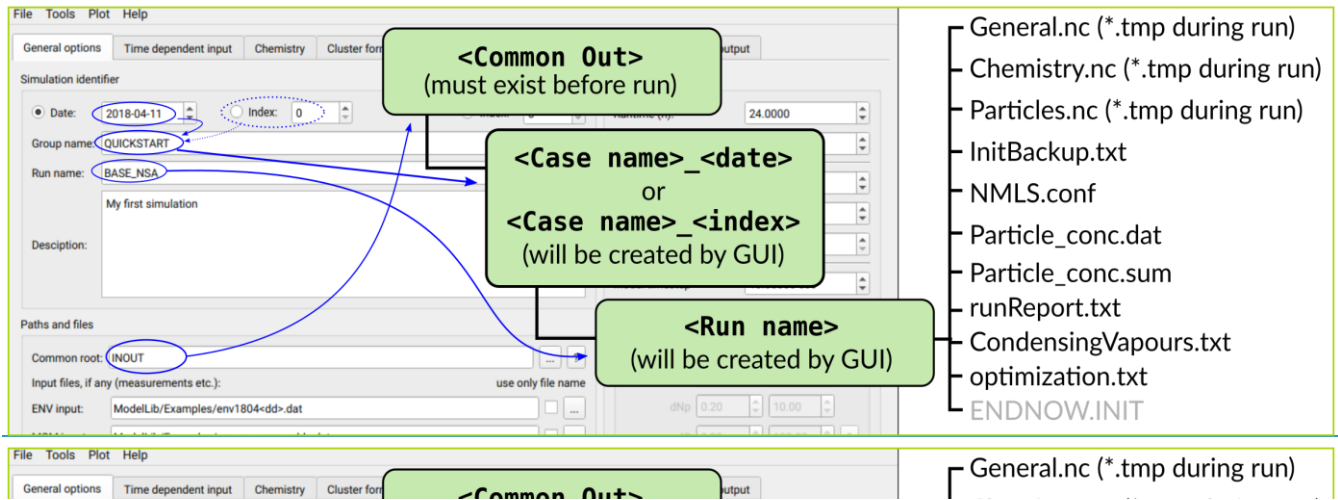 File Tools Plot Help
General options Time dependent input Chemistry Cluster for output
Simulation identifier
Date: 2018-04-11 Index: 0 24.0000
Group name: QUICKSTART
Run name: BASE_NSA
My first simulation
Desciption:
Paths and files
Common root: INOUT ...
Input files, if any (measurements etc.): use only file name
ENV input: ModelLib/Examples/env1804<dd>.dat ... dNp 0.20 10.00
<Common Out>
(must exist before run)
<Case name>_<date>
or
<Case name>_<index>
(will be created by GUI)
<Run name>
(will be created by GUI)
General.nc (*.tmp during run)
Chemistry.nc (*.tmp during run)
Particles.nc (*.tmp during run)
InitBackup.txt
NMLS.conf
Particle_conc.dat
Particle_conc.sum
runReport.txt
CondensingVapours.txt
optimization.txt
ENDNOW.INIT
File Tools Plot Help
General options Time dependent input Chemistry Cluster for output
<Common Out>
General.nc (*.tmp during run)